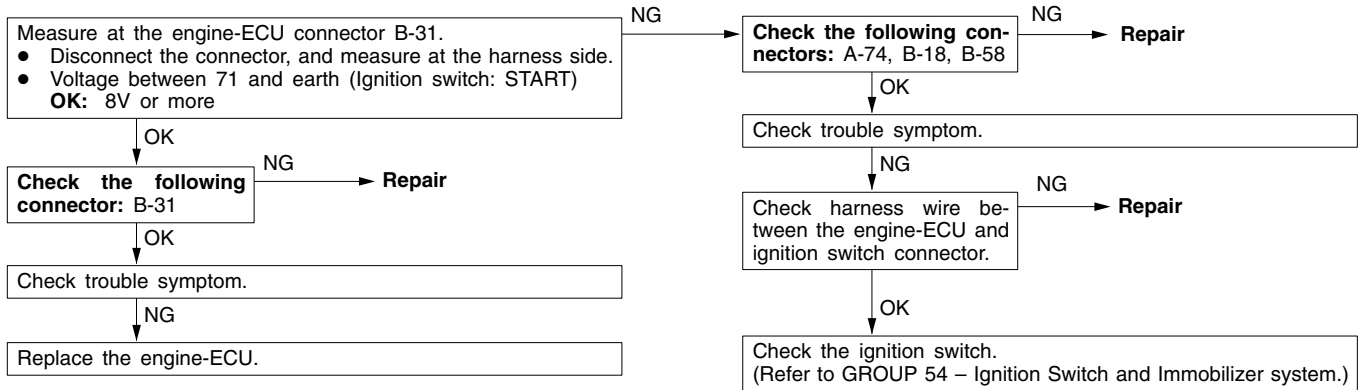 Measure at the engine-ECU connector B-31.
● Disconnect the connector, and measure at the harness side.
● Voltage between 71 and earth (Ignition switch: START)
OK: 8V or more
OK
Check the following
connector: B-31
NG
Repair
OK
Check trouble symptom.
NG
Replace the engine-ECU.
NG
Check the following con-
nectors: A-74, B-18, B-58
NG
Repair
OK
Check trouble symptom.
NG
Check harness wire be-
tween the engine-ECU and
ignition switch connector.
NG
Repair
OK
Check the ignition switch.
(Refer to GROUP 54 – Ignition Switch and Immobilizer system.)